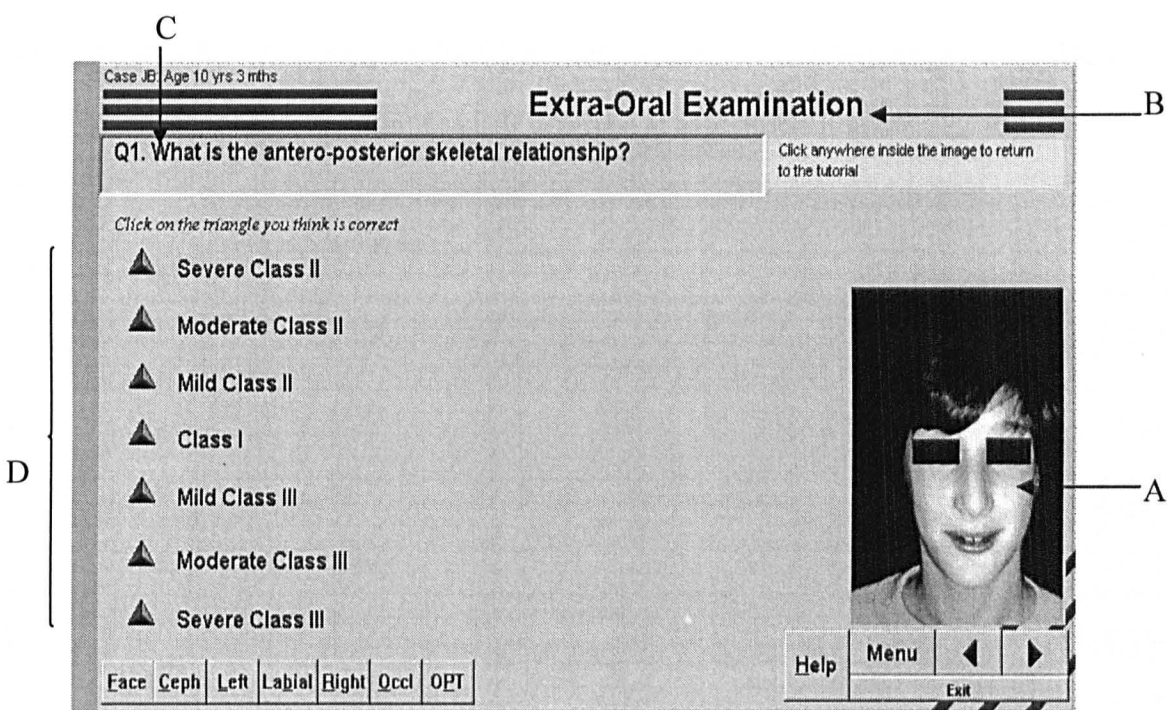 C
Case JB: Age 10 yrs 3 mths
Extra-Oral Examination
B
Q1. What is the antero-posterior skeletal relationship?
Click anywhere inside the image to return
to the tutorial
Click on the triangle you think is correct
Severe Class II
Moderate Class II
Mild Class II
Class I
D
Mild Class III
A
Moderate Class III
Severe Class III
Face Ceph Left Labial Right Occl OPT
Help Menu
Exit